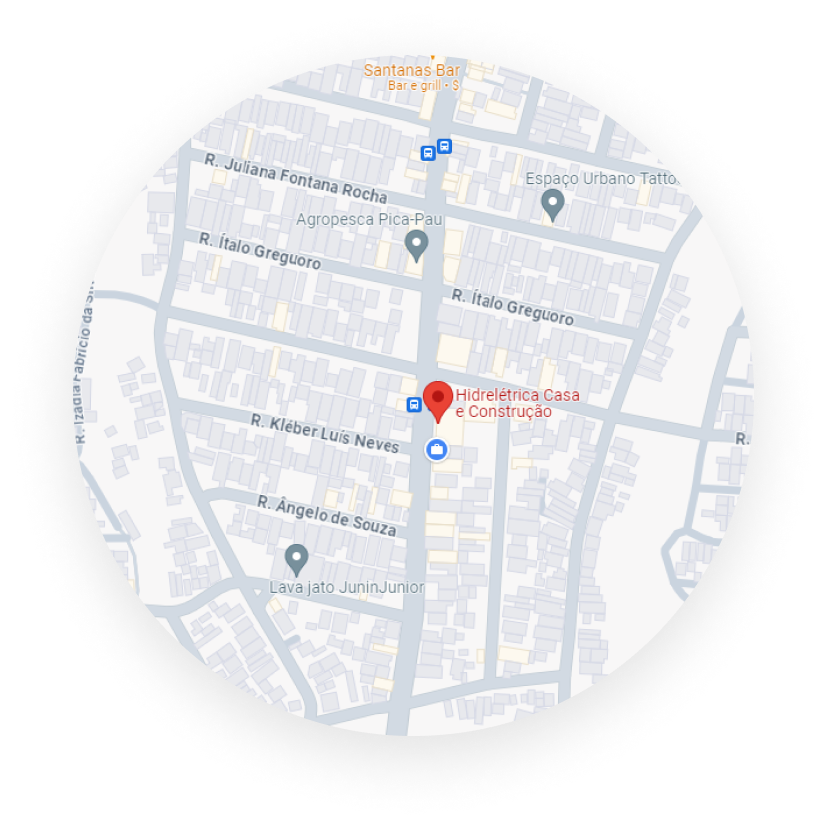 Santanas Bar
Bar e grill • $
R. Juliana Fontana Rocha
Espaço Urbano Tatto
Agropesca Pica-Pau
R. Ítalo Greguoro
R. Ítalo Greguoro
R. Izadia Fabrício da
Hidrelétrica Casa
e Construção
R. Kléber Luís Neves
R.
R. Ângelo de Souza
Lava jato JuninJunior